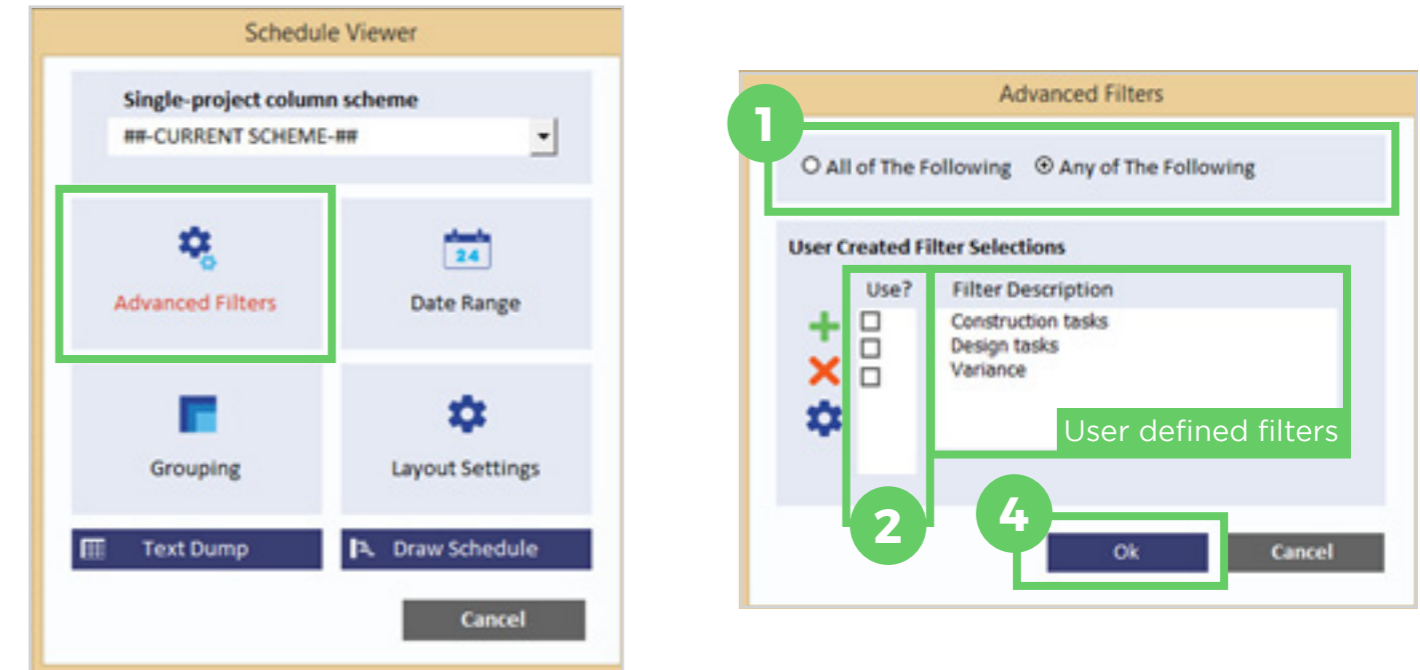 Schedule Viewer
Single-project column scheme
##-CURRENT SCHEME-##
Advanced Filters
24
Date Range
Grouping
Layout Settings
Text Dump
Draw Schedule
Cancel
Advanced Filters
1
All of The Following
Any of The Following
User Created Filter Selections
Use?
Filter Description
Construction tasks
Design tasks
Variance
User defined filters
2
4
Ok
Cancel